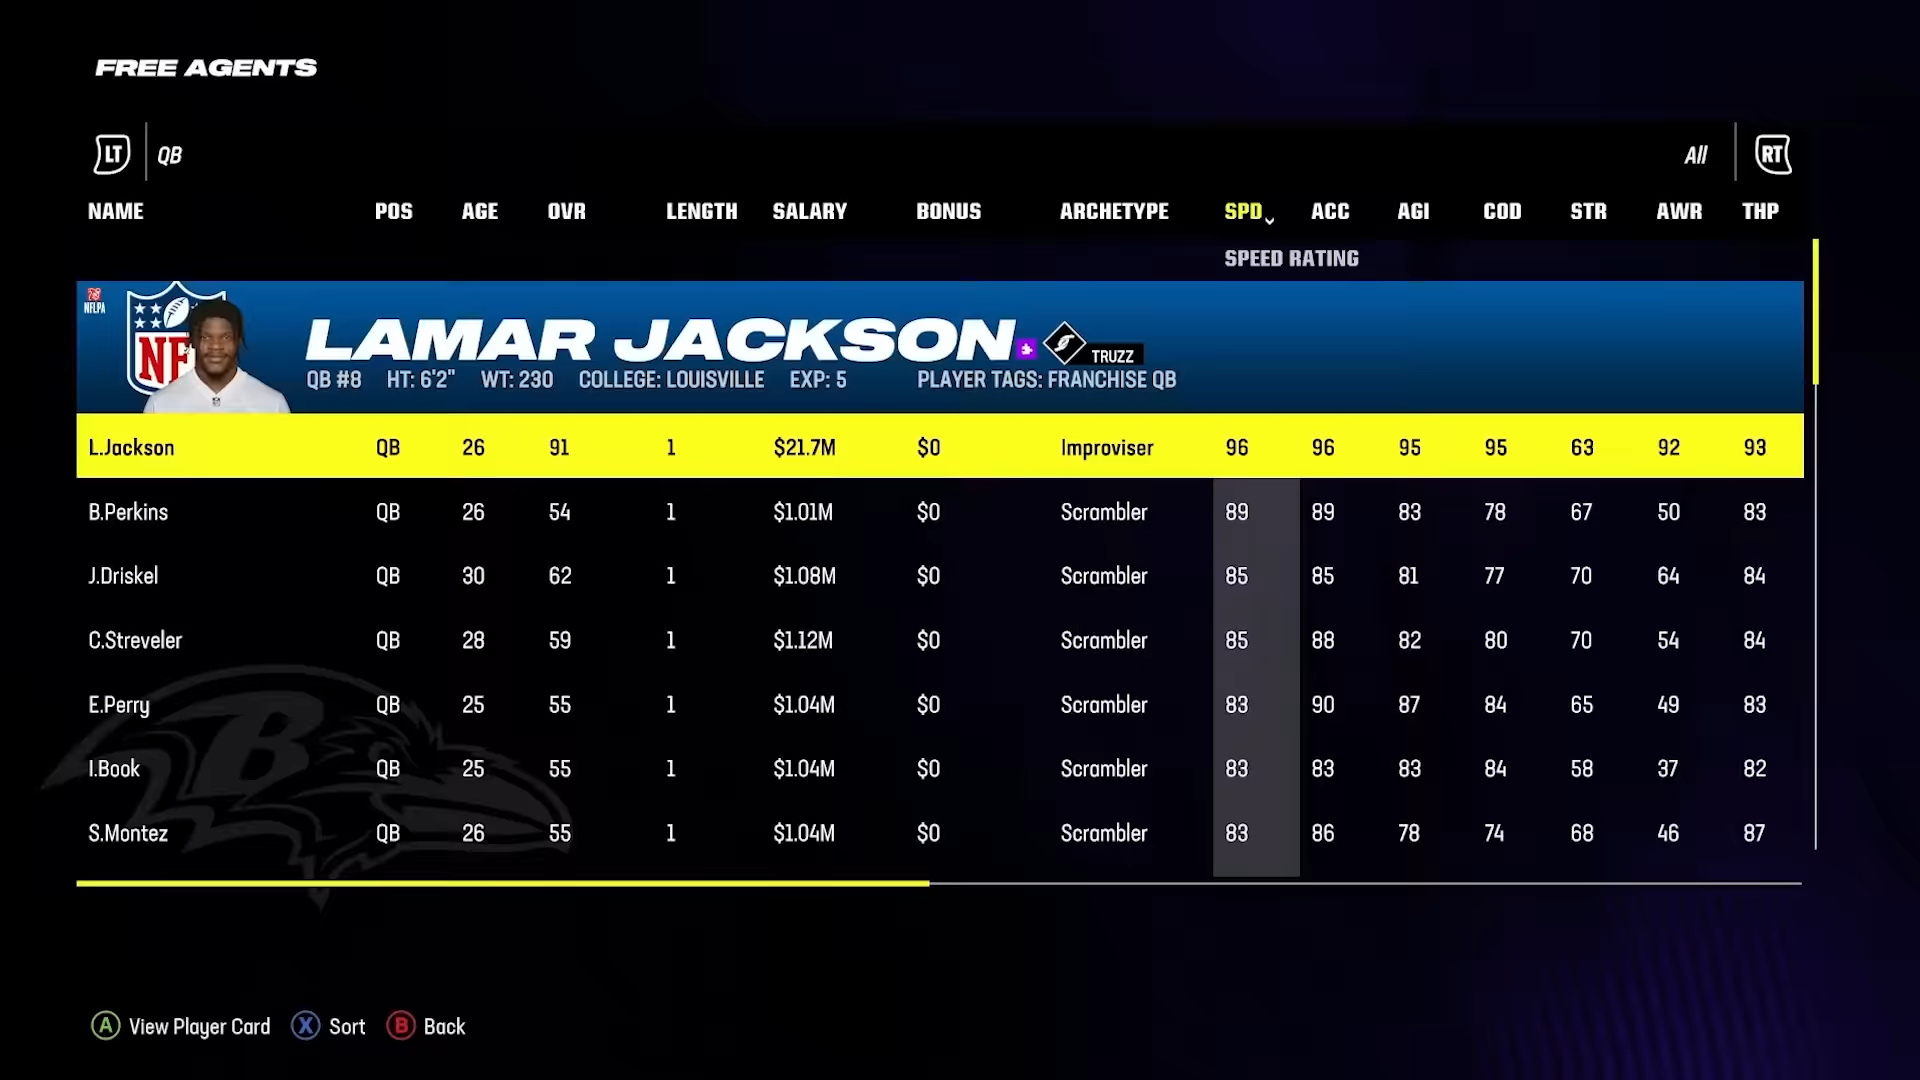 FREE AGENTS
LT QB All RT
NAME POS AGE OVR LENGTH SALARY BONUS ARCHETYPE SPD ACC AGI COD STR AWR THP
SPEED RATING
NFLPA
LAMAR JACKSON TRUZZ
QB #8 HT: 6'2" WT: 230 COLLEGE: LOUISVILLE EXP: 5 PLAYER TAGS: FRANCHISE QB
L.Jackson QB 26 91 1 $21.7M $0 Improviser 96 96 95 95 63 92 93
B.Perkins QB 26 54 1 $1.01M $0 Scrambler 89 89 83 78 67 50 83
J.Driskel QB 30 62 1 $1.08M $0 Scrambler 85 85 81 77 70 64 84
C.Streveler QB 28 59 1 $1.12M $0 Scrambler 85 88 82 80 70 54 84
E.Perry QB 25 55 1 $1.04M $0 Scrambler 83 90 87 84 65 49 83
I.Book QB 25 55 1 $1.04M $0 Scrambler 83 83 83 84 58 37 82
S.Montez QB 26 55 1 $1.04M $0 Scrambler 83 86 78 74 68 46 87
B
A View Player Card X Sort B Back